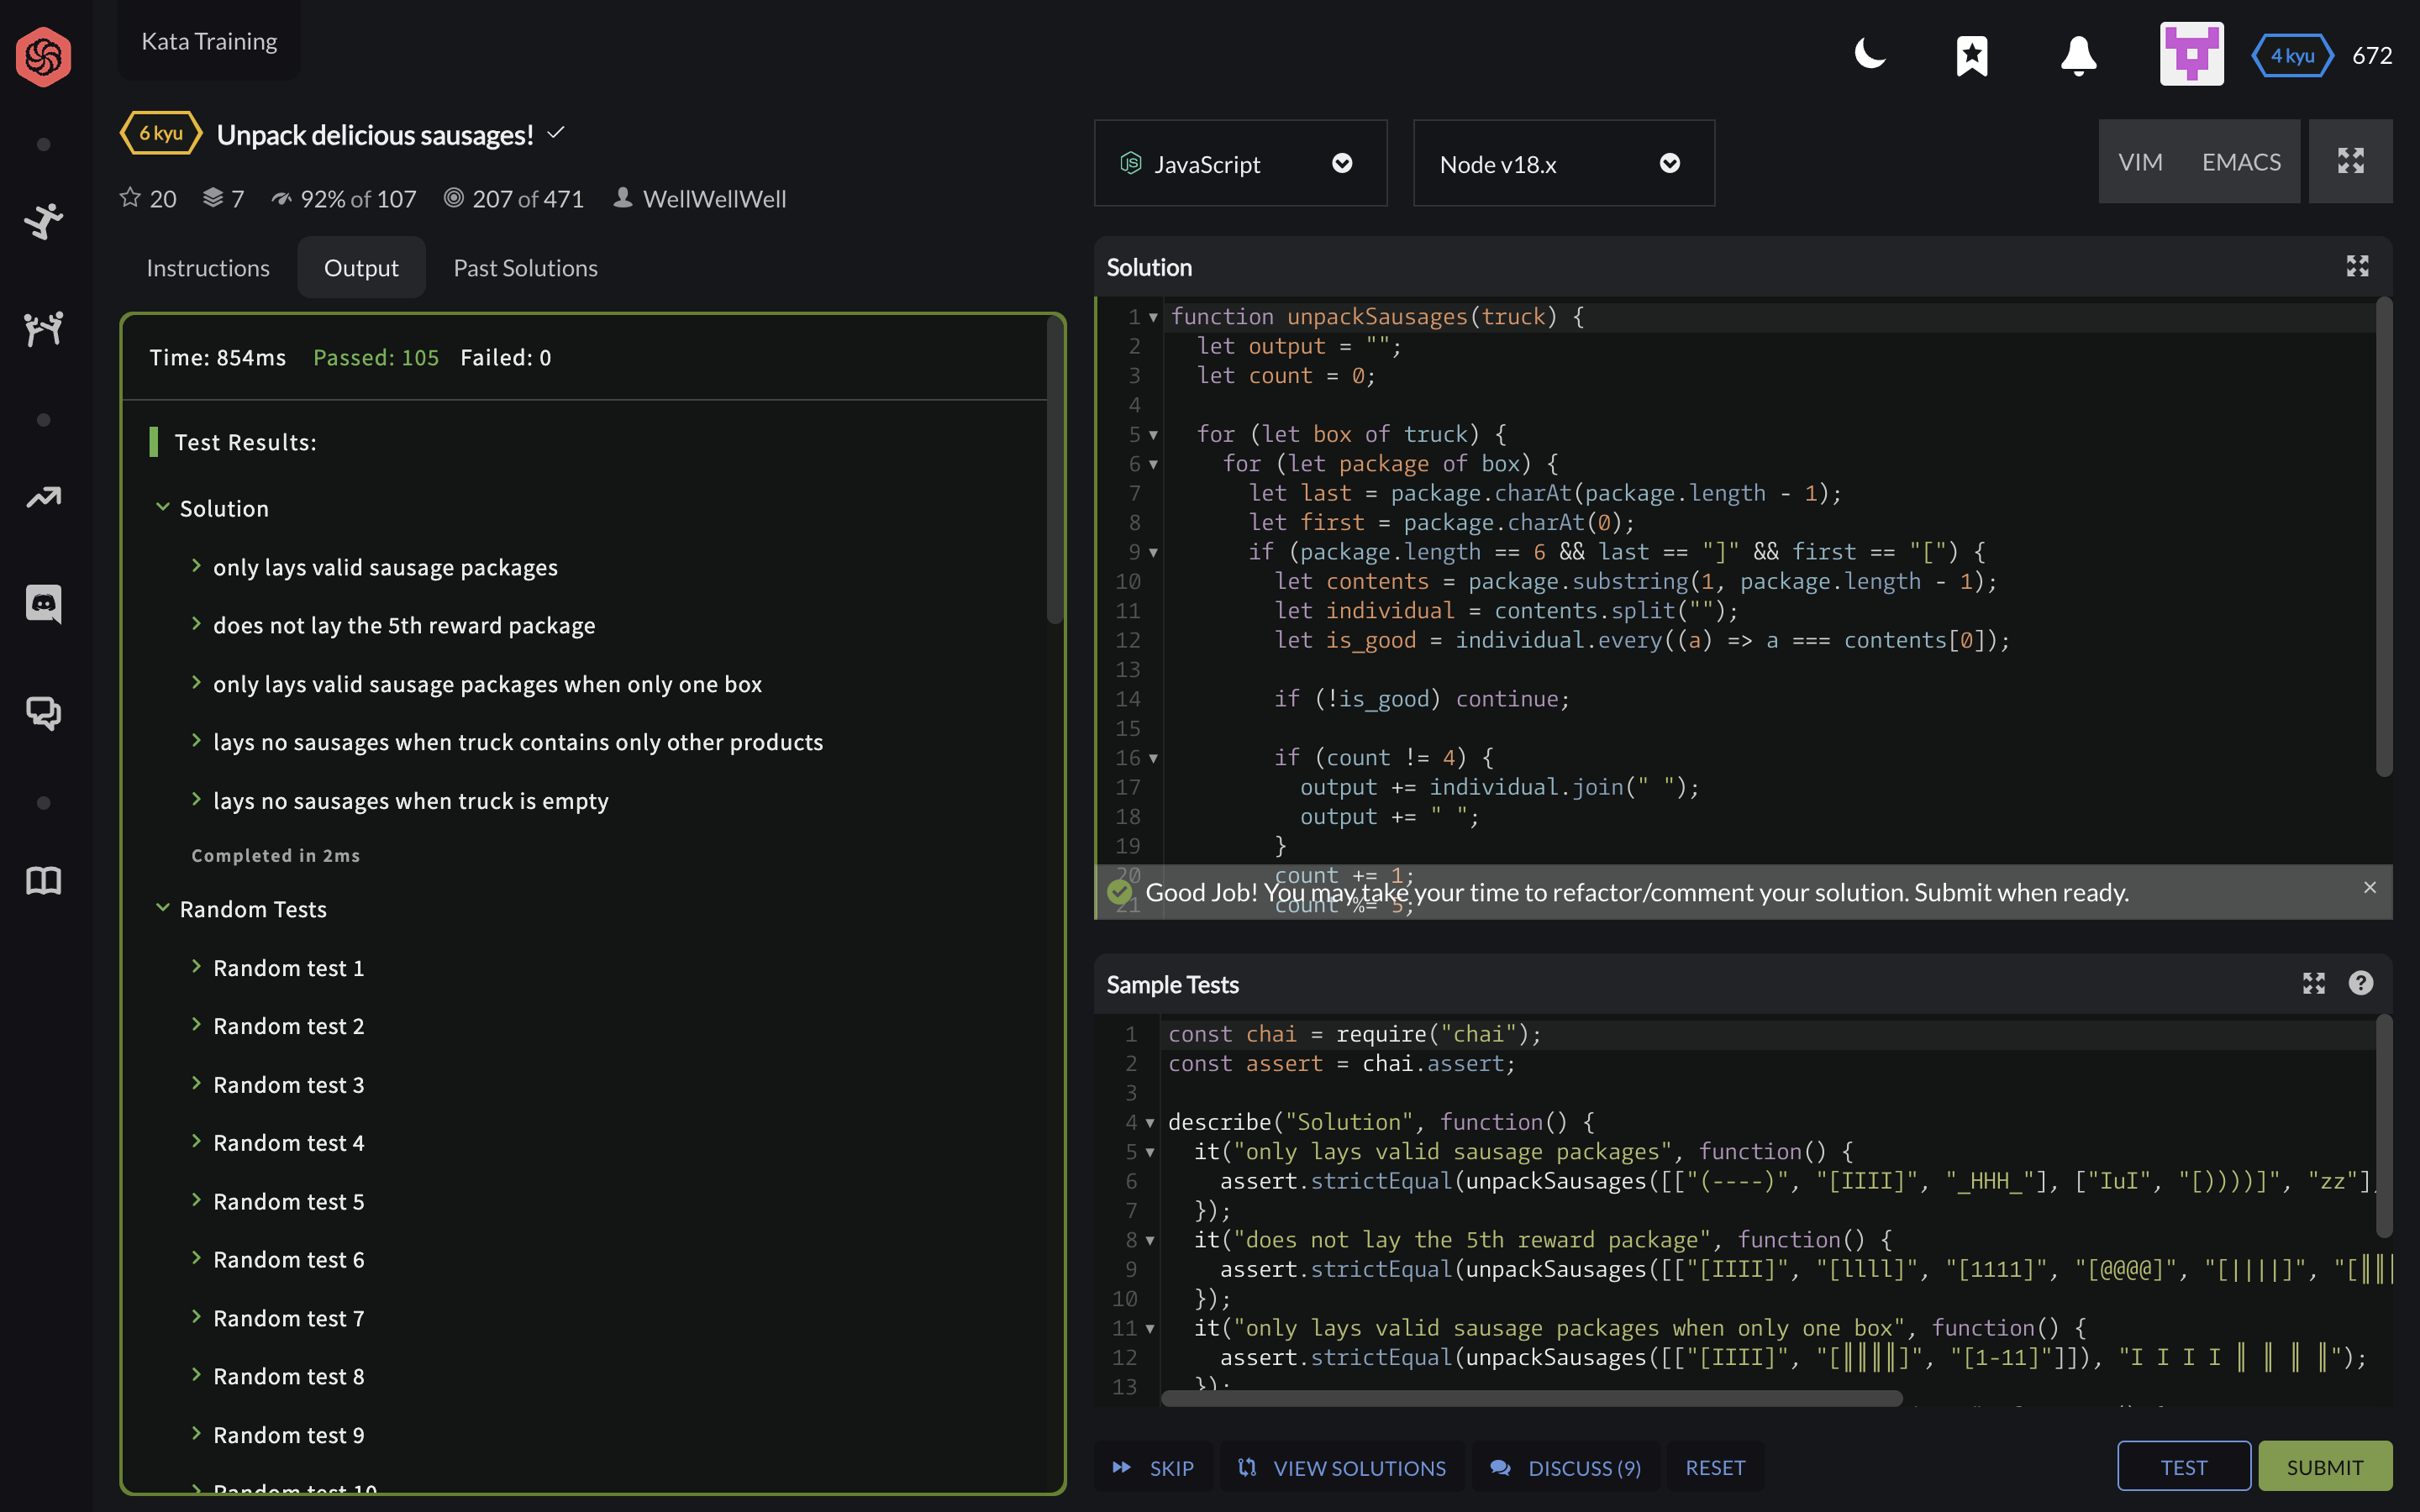 Kata Training
4 kyu 672
6 kyu Unpack delicious sausages!
20 7 92% of 107 207 of 471 WellWellWell
Instructions Output Past Solutions
Time: 854ms Passed: 105 Failed: 0
Test Results:
Solution
only lays valid sausage packages
does not lay the 5th reward package
only lays valid sausage packages when only one box
lays no sausages when truck contains only other products
lays no sausages when truck is empty
Completed in 2ms
Random Tests
Random test 1
Random test 2
Random test 3
Random test 4
Random test 5
Random test 6
Random test 7
Random test 8
Random test 9
Random test 10
JavaScript Node v18.x VIM EMACS
Solution
1 function unpackSausages(truck) {
2 let output = "";
3 let count = 0;
4
5 for (let box of truck) {
6 for (let package of box) {
7 let last = package.charAt(package.length - 1);
8 let first = package.charAt(0);
9 if (package.length == 6 && last == "]" && first == "[") {
10 let contents = package.substring(1, package.length - 1);
11 let individual = contents.split("");
12 let is_good = individual.every((a) => a === contents[0]);
13
14 if (!is_good) continue;
15
16 if (count != 4) {
17 output += individual.join(" ");
18 output += " ";
19 }
20 count += 1;
21 count %= 5;
Good Job! You may take your time to refactor/comment your solution. Submit when ready.
Sample Tests
1 const chai = require("chai");
2 const assert = chai.assert;
3
4 describe("Solution", function() {
5 it("only lays valid sausage packages", function() {
6 assert.strictEqual(unpackSausages([["(----)", "[IIII]", "_HHH_"], ["IuI", "[))))]", "zz"],
7 });
8 it("does not lay the 5th reward package", function() {
9 assert.strictEqual(unpackSausages([["[IIII]", "[llll]", "[1111]", "[@@@@]", "[||||]", "[║║║
10 });
11 it("only lays valid sausage packages when only one box", function() {
12 assert.strictEqual(unpackSausages([["[IIII]", "[║║║║]", "[1-11]"]]), "I I I I ║ ║ ║ ║");
13 });
SKIP VIEW SOLUTIONS DISCUSS (9) RESET TEST SUBMIT